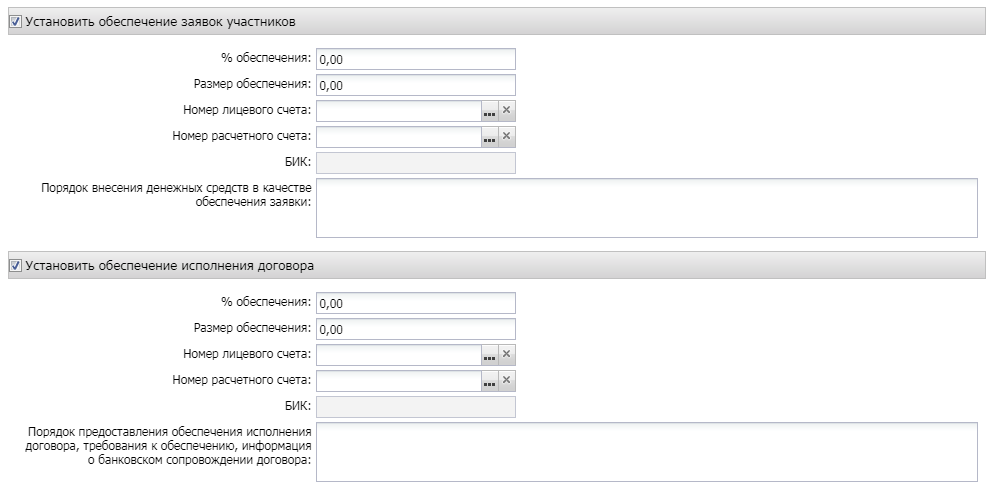 Установить обеспечение заявок участников
% обеспечения: 0,00
Размер обеспечения: 0,00
Номер лицевого счета:
Номер расчетного счета:
БИК:
Порядок внесения денежных средств в качестве
обеспечения заявки:
Установить обеспечение исполнения договора
% обеспечения: 0,00
Размер обеспечения: 0,00
Номер лицевого счета:
Номер расчетного счета:
БИК:
Порядок предоставления обеспечения исполнения
договора, требования к обеспечению, информация
о банковском сопровождении договора: